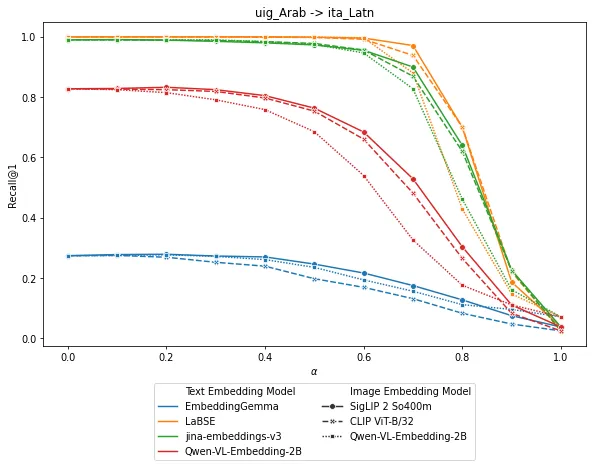 uig_Arab -> ita_Latn
Recall@1
1.0
0.8
0.6
0.4
0.2
0.0
0.0 0.2 0.4 0.6 0.8 1.0
α
Text Embedding Model
EmbeddingGemma
LaBSE
jina-embeddings-v3
Qwen-VL-Embedding-2B
Image Embedding Model
SigLIP 2 So400m
CLIP ViT-B/32
Qwen-VL-Embedding-2B